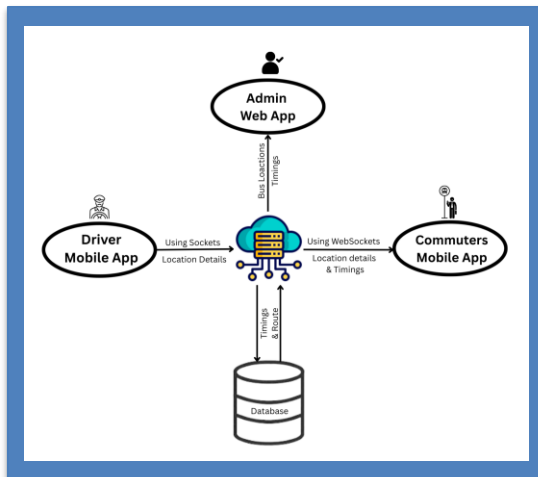 Admin
Web App
Bus Loactions
Timings
Driver
Mobile App
Using Sockets
Location Details
Using WebSockets
Location details
& Timings
Commuters
Mobile App
Timings
& Route
Database